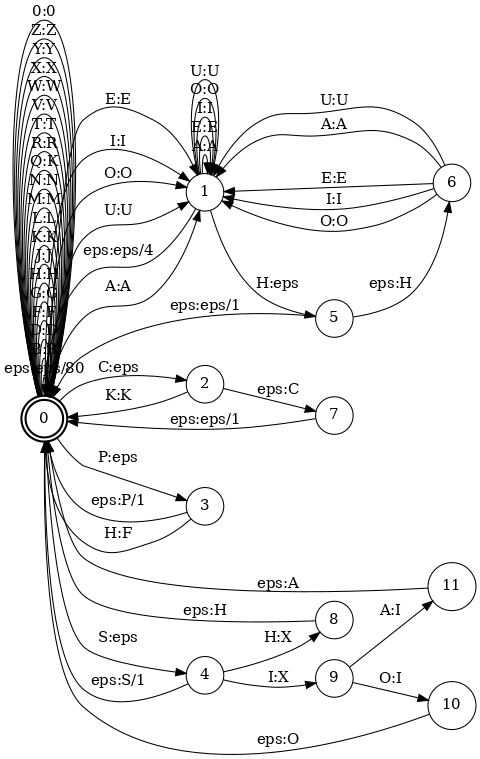 0:0
Z:Z
Y:Y
X:X
W:W
V:V
T:T
R:R
Q:K
N:N
M:M
L:L
K:K
J:J
H:H
G:G
F:F
D:D
eps:eps/80
0
E:E
I:I
O:O
U:U
eps:eps/4
A:A
eps:eps/1
U:U
O:O
I:I
E:E
A:A
1
U:U
A:A
E:E
I:I
O:O
6
H:eps
eps:H
5
C:eps
K:K
2
eps:C
eps:eps/1
7
P:eps
eps:P/1
H:F
3
eps:A
11
eps:H
8
S:eps
eps:S/1
4
H:X
I:X
9
A:I
O:I
10
eps:O